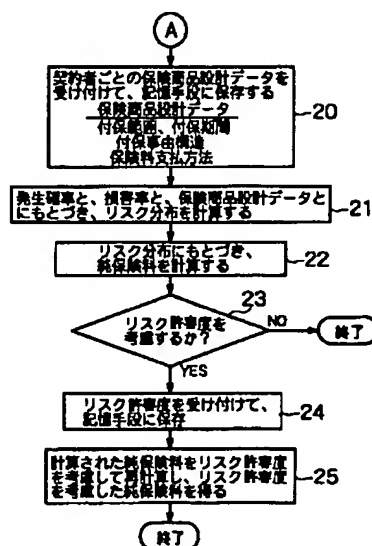 A
契約者ごとの保険商品設計データを
受け付けて、記憶手段に保存する
保険商品設計データ
付保範囲、付保期間
付保事由構造
保険料支払方法
20
発生確率と、損害率と、保険商品設計データと
にもとづき、リスク分布を計算する
21
リスク分布にもとづき、
純保険料を計算する
22
23
リスク許容度を
考慮するか?
NO
終了
YES
リスク許容度を受け付けて、
記憶手段に保存
24
計算された純保険料をリスク許容度
を考慮して再計算し、リスク許容度
を考慮した純保険料を得る
25
終了